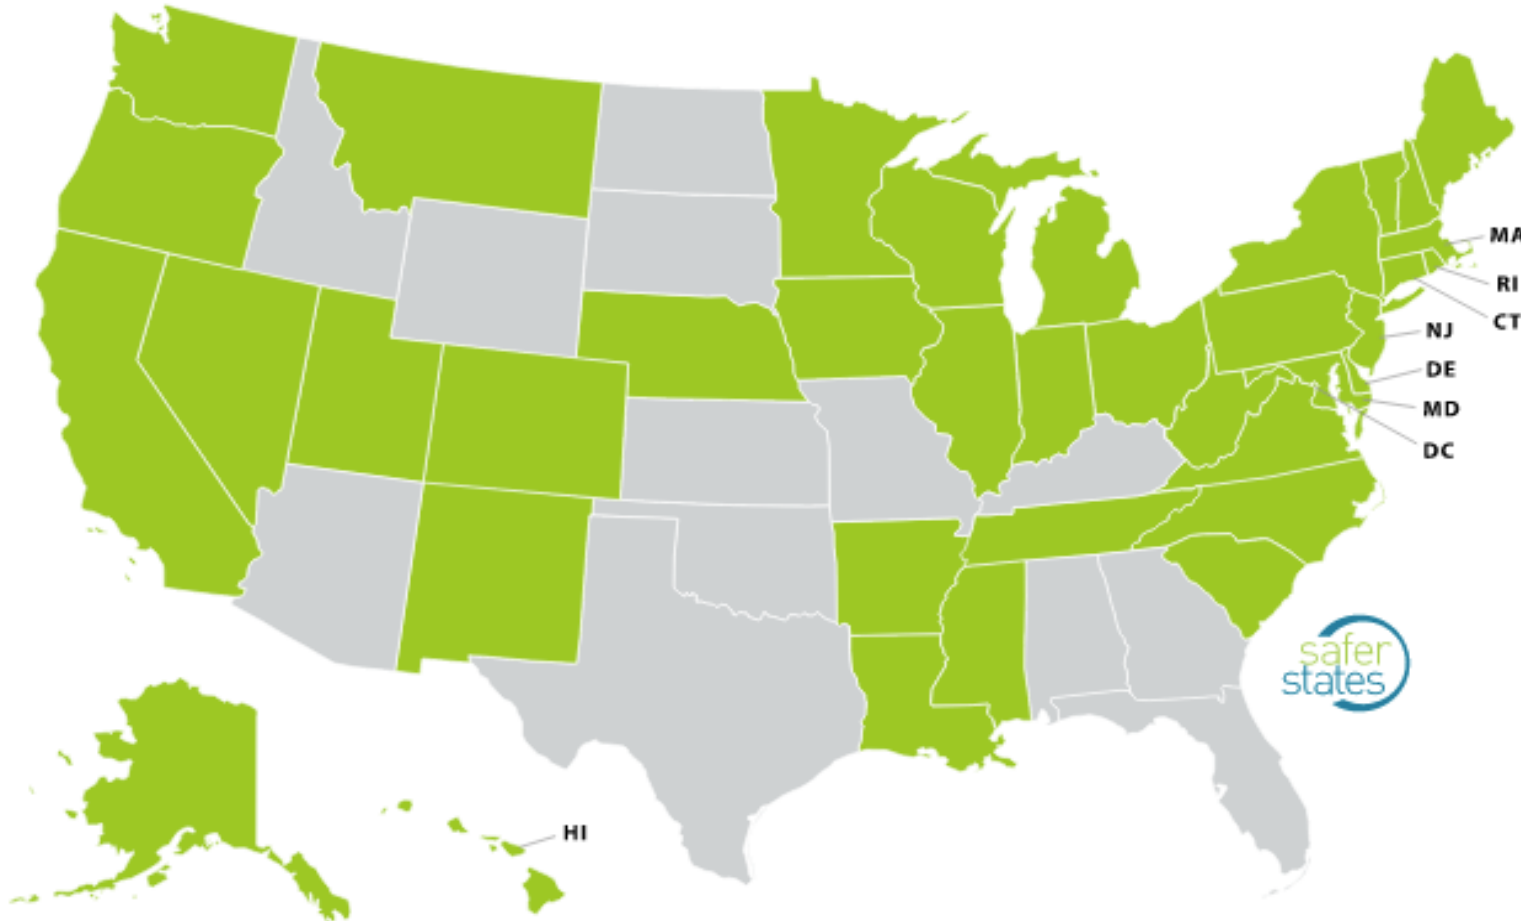 MA
RI
CT
NJ
DE
MD
DC
safer
states
HI